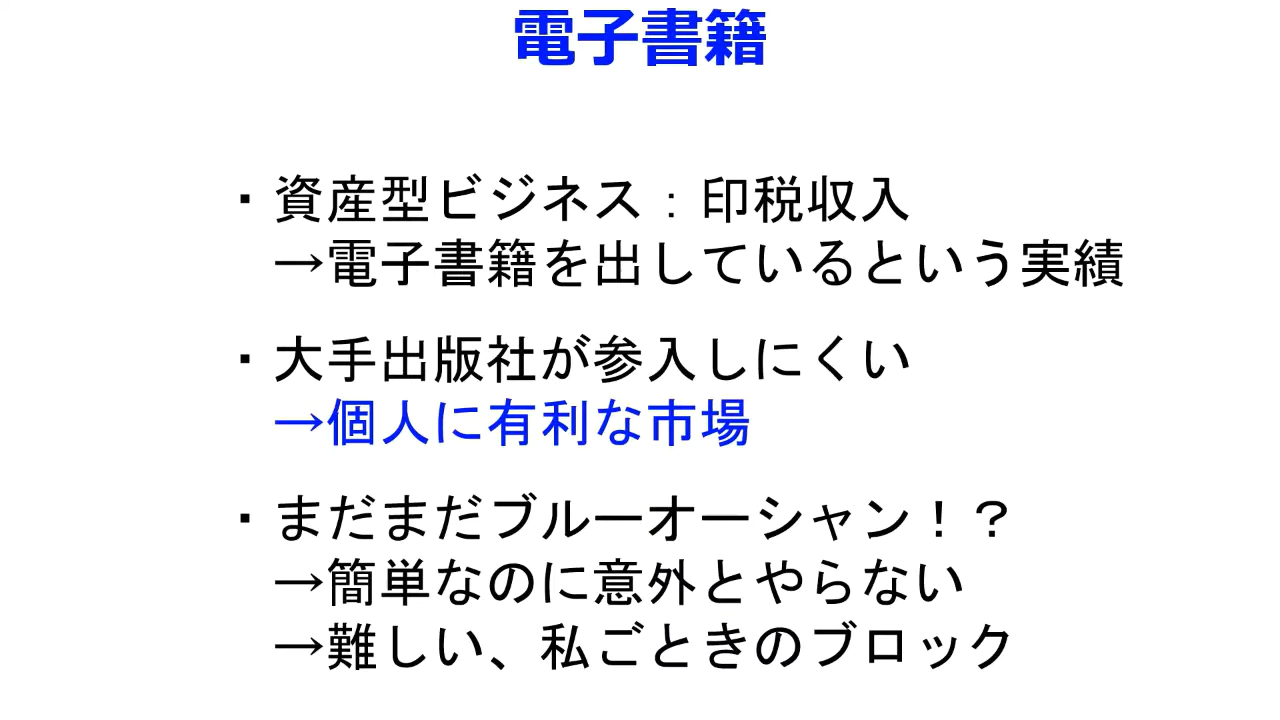 電子書籍
・資産型ビジネス：印税収入
→電子書籍を出しているという実績
・大手出版社が参入しにくい
→個人に有利な市場
・まだまだブルーオーシャン！？
→簡単なのに意外とやらない
→難しい、私ごときのブロック